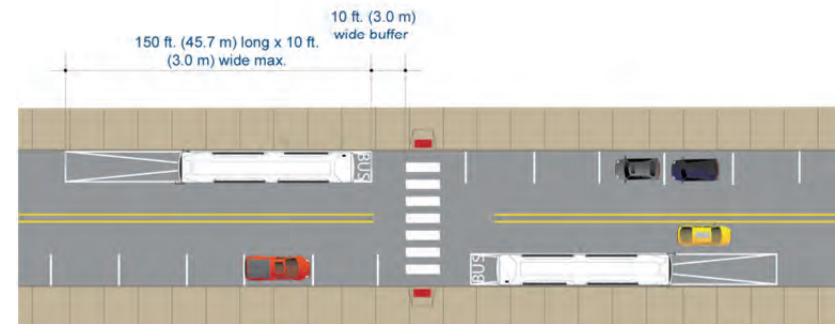 10 ft. (3.0 m)
wide buffer
150 ft. (45.7 m) long x 10 ft.
(3.0 m) wide max.
BUS
BUS